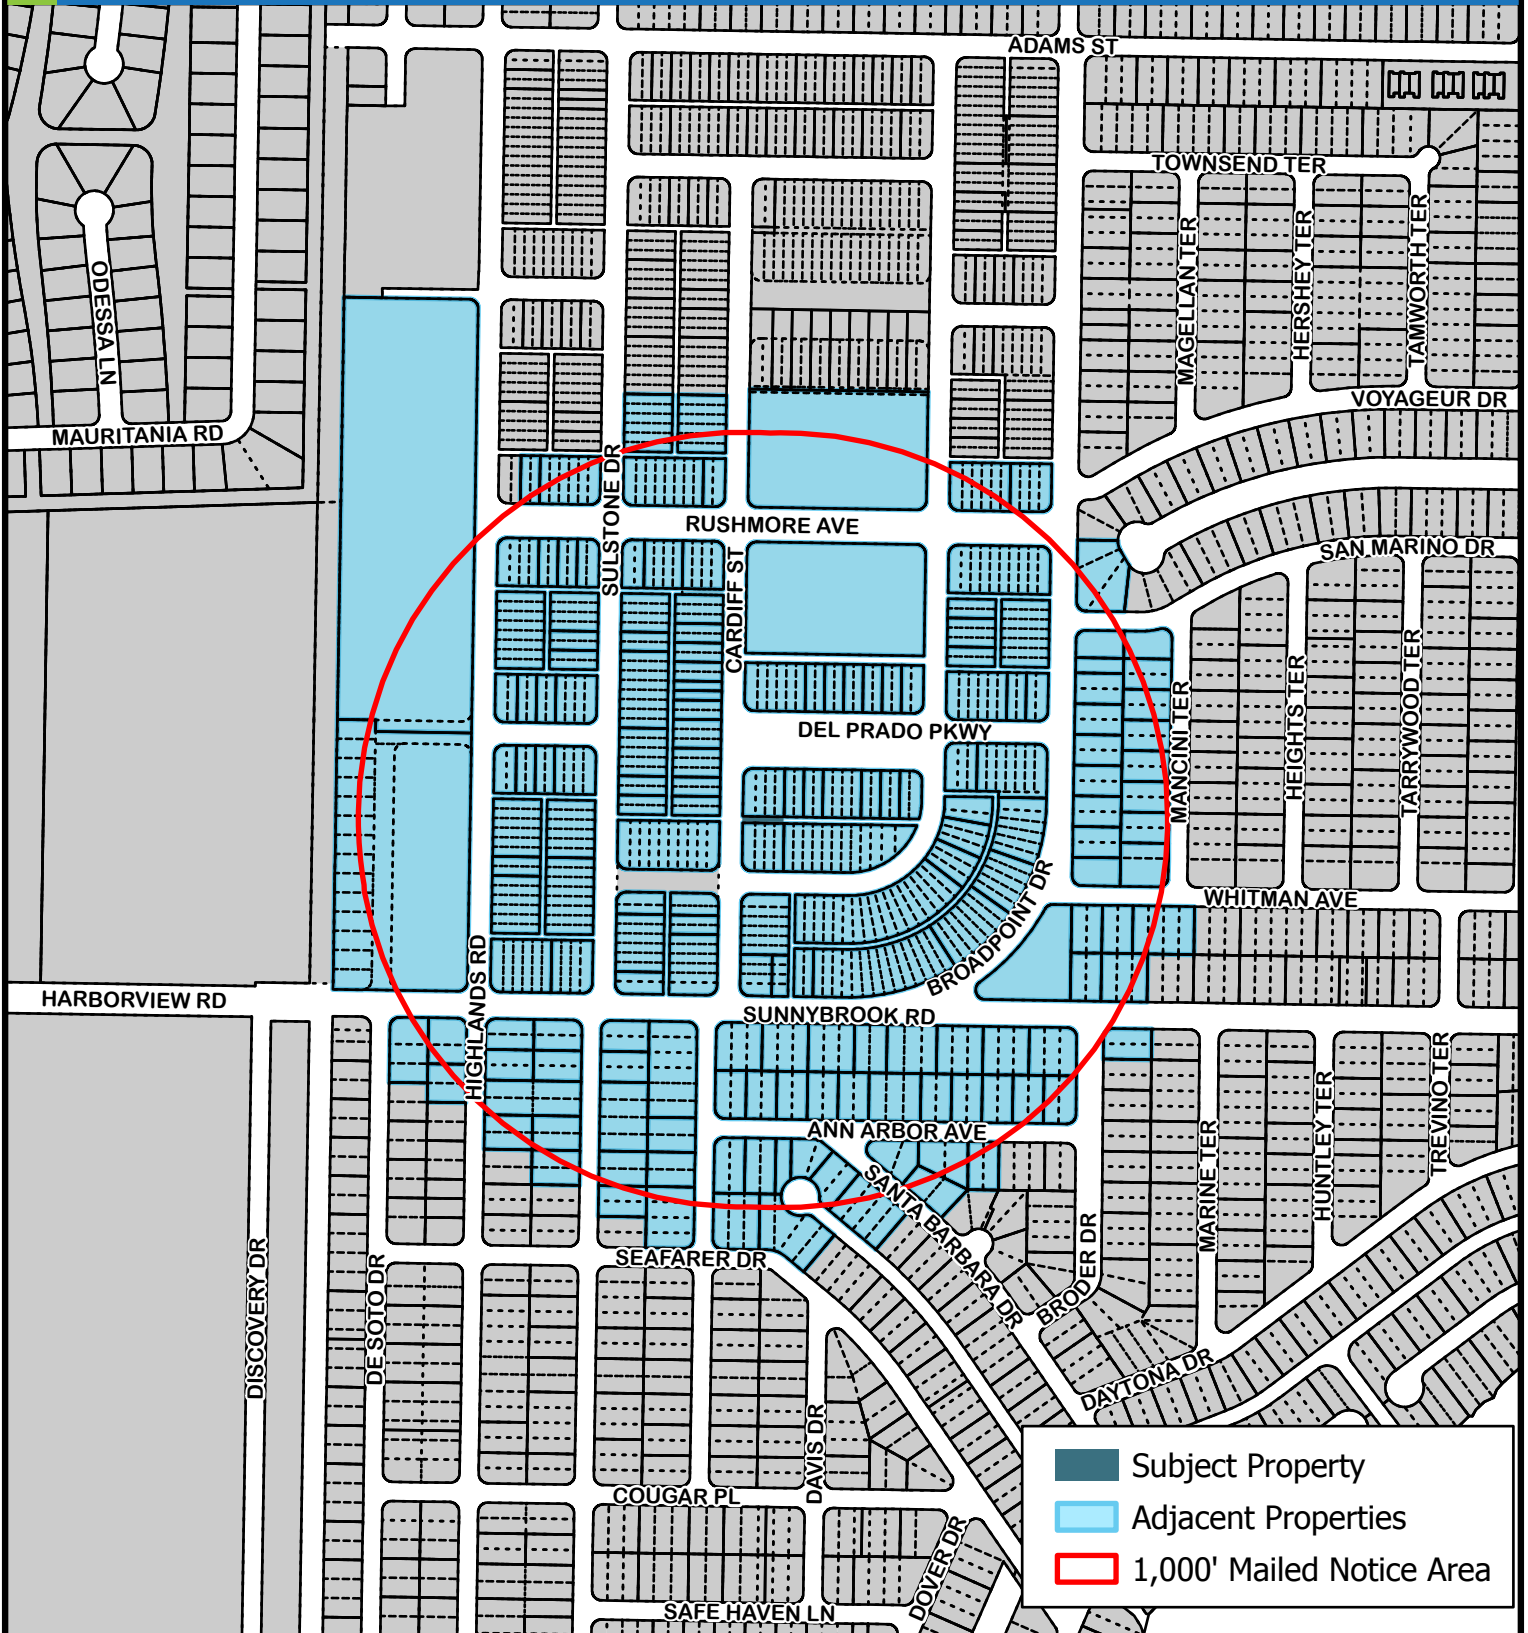 ADAMS ST
TOWNSEND TER
MAGELLAN TER
HERSHEY TER
TAMWORTH TER
ODESSA LN
VOYAGEUR DR
MAURITANIA RD
SULSTONE DR
RUSHMORE AVE
CARDIFF ST
SAN MARINO DR
DEL PRADO PKWY
MANCINI TER
HEIGHTS TER
TARRYWOOD TER
BROADPOINT DR
WHITMAN AVE
HIGHLANDS RD
HARBORVIEW RD
SUNNYBROOK RD
ANN ARBOR AVE
MARINE TER
HUNTLEY TER
TREVINO TER
SANTA BARBARA DR
BRODER DR
SEAFARER DR
DISCOVERY DR
DE SOTO DR
DAYTONA DR
DAVIS DR
COUGAR PL
DOVER DR
SAFE HAVEN LN
Subject Property
Adjacent Properties
1,000' Mailed Notice Area